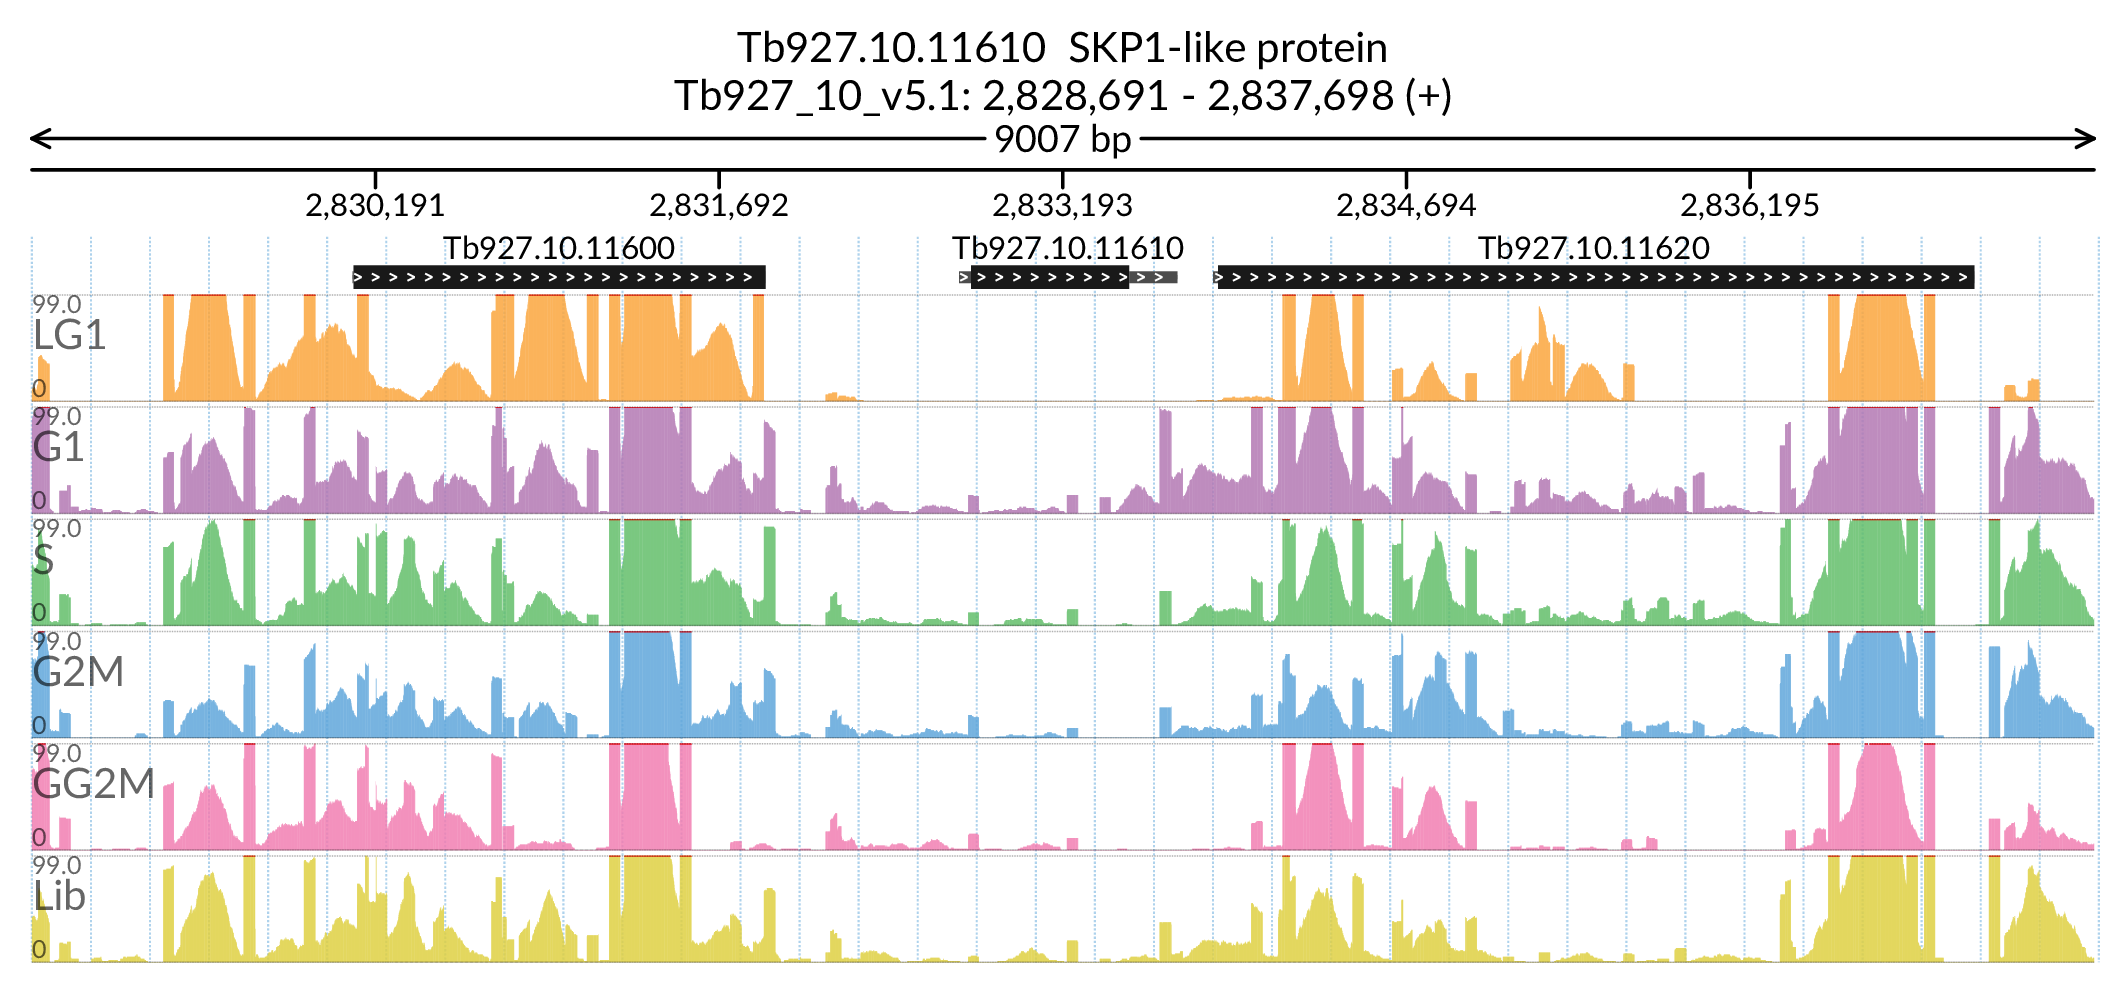 Tb927.10.11610 SKP1-like protein
Tb927_10_v5.1: 2,828,691 - 2,837,698 (+)
9007 bp
2,830,191 2,831,692 2,833,193 2,834,694 2,836,195
Tb927.10.11600 Tb927.10.11610 Tb927.10.11620
99.0
LG1
0
99.0
G1
0
99.0
S
0
99.0
G2M
0
99.0
GG2M
0
99.0
Lib
0